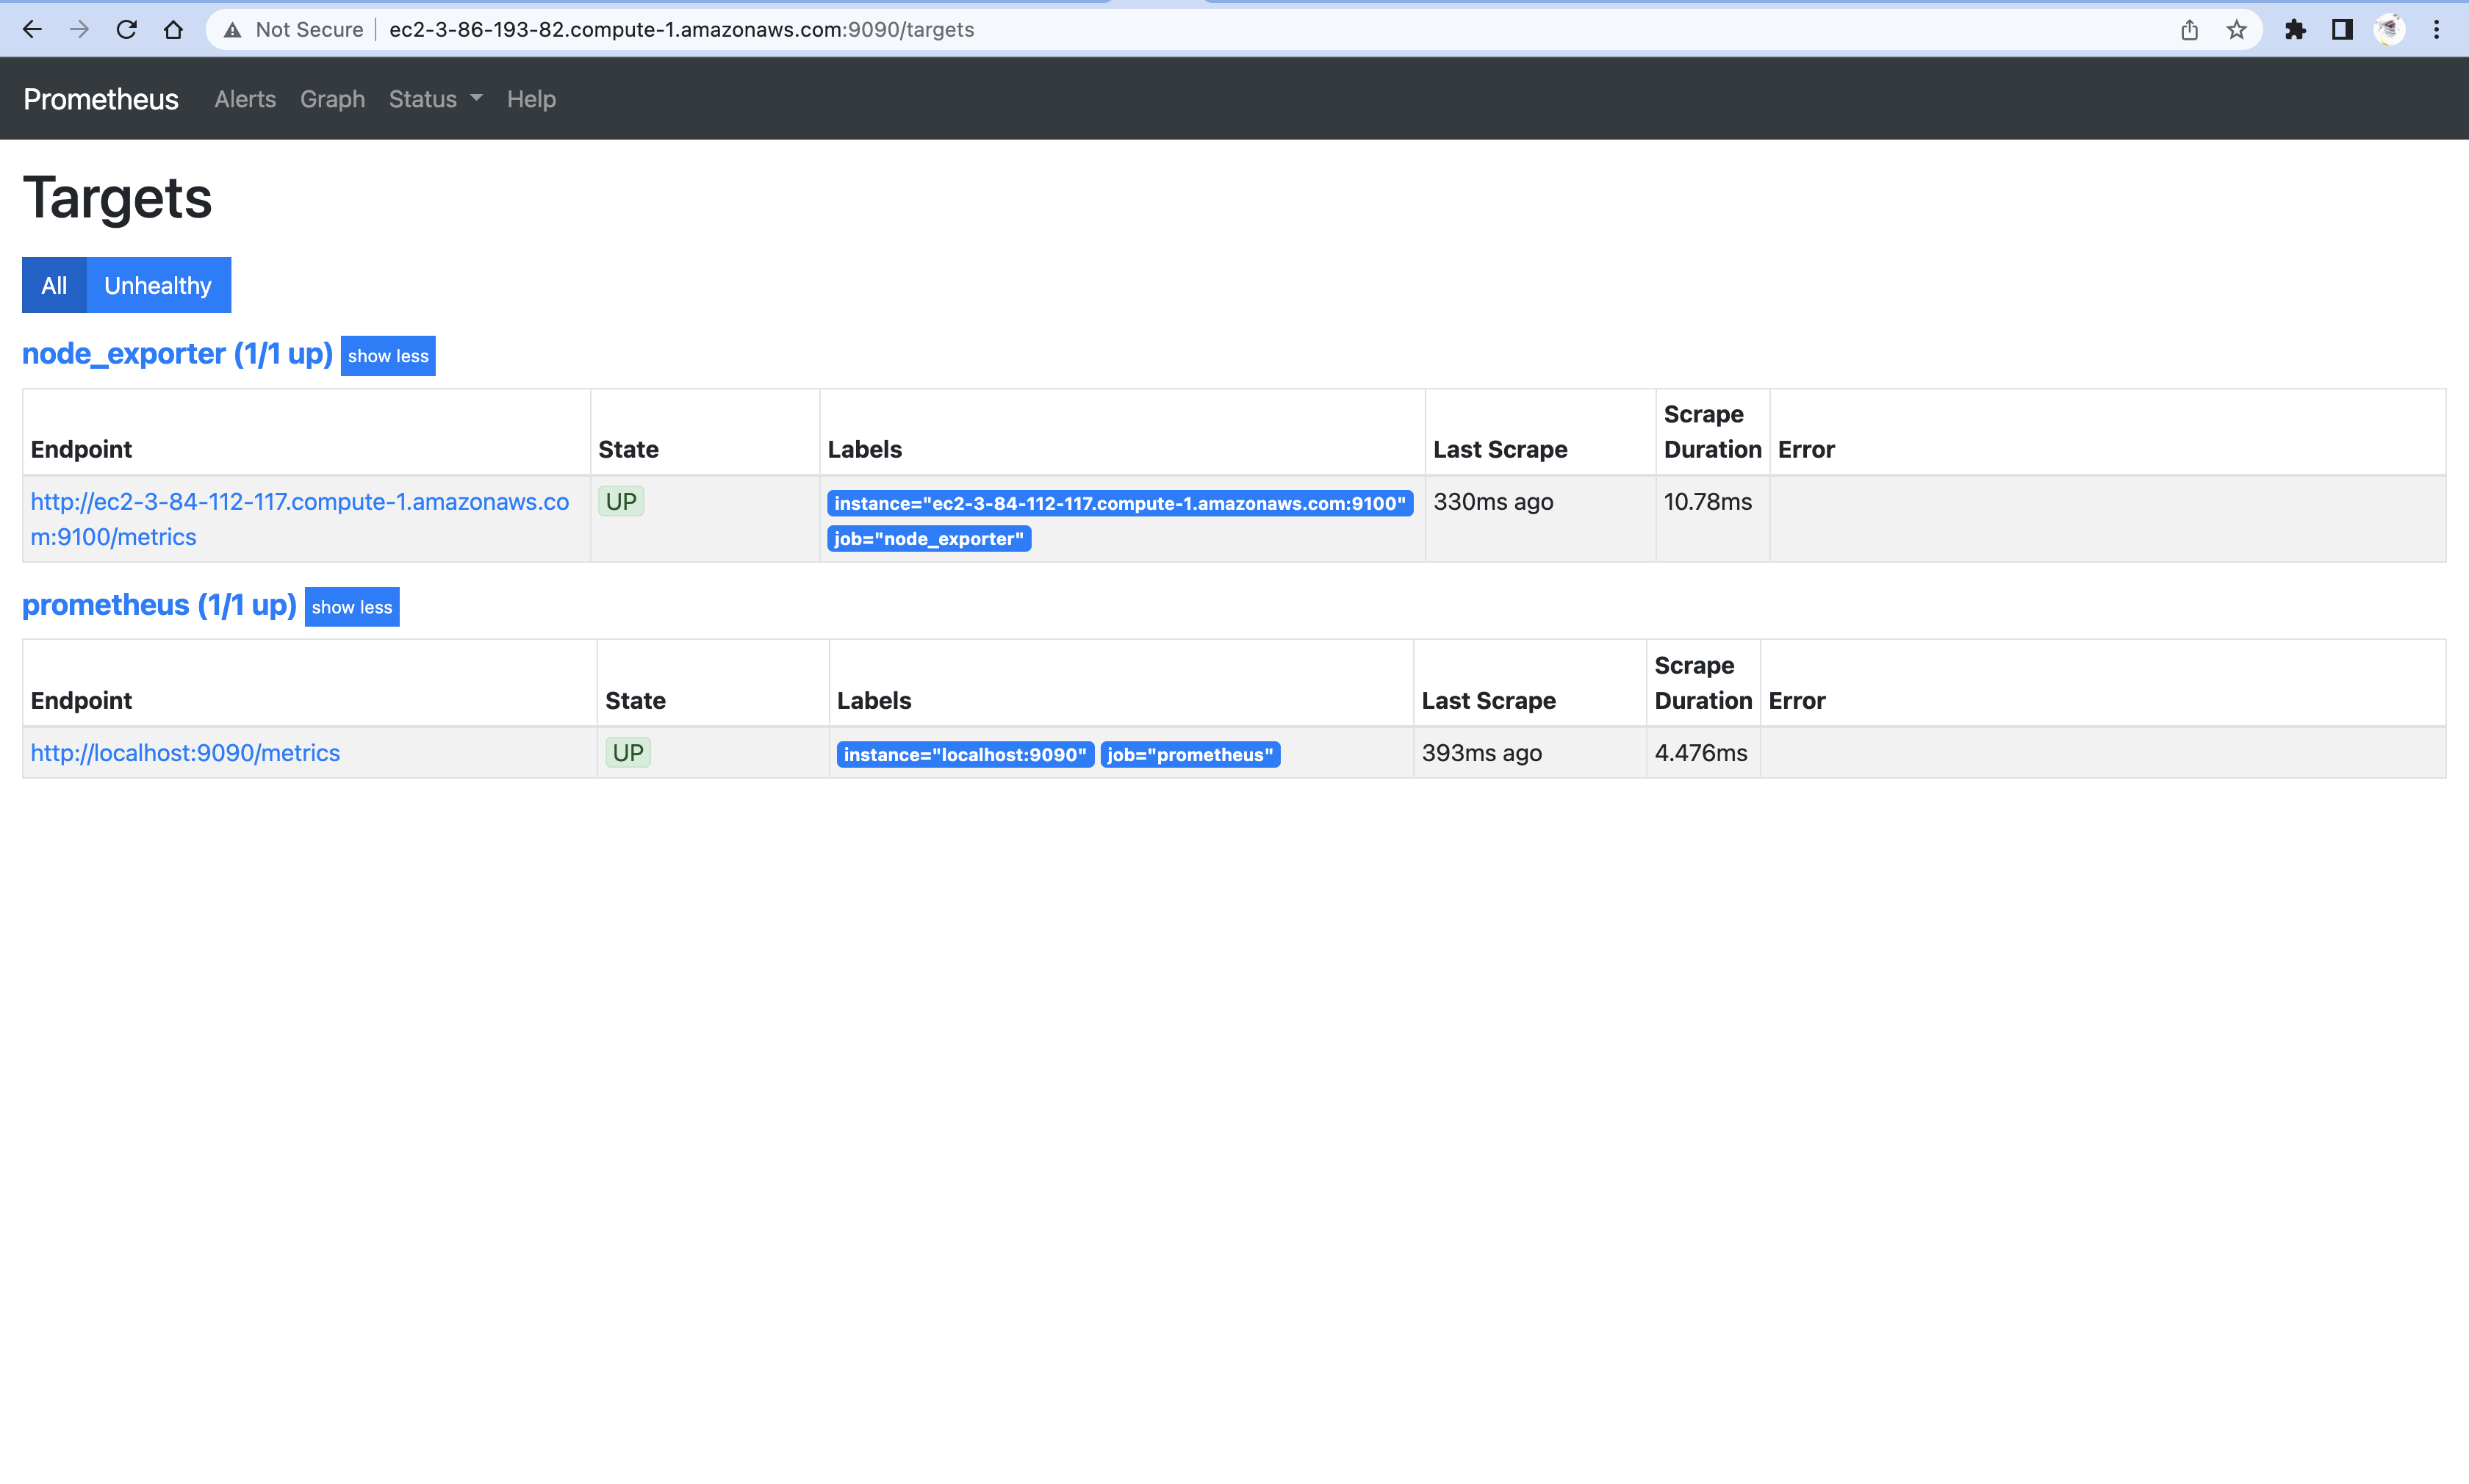 Not Secure ec2-3-86-193-82.compute-1.amazonaws.com:9090/targets
Prometheus Alerts Graph Status Help
Targets
All Unhealthy
node_exporter (1/1 up) show less
Endpoint State Labels Last Scrape Scrape Duration Error
http://ec2-3-84-112-117.compute-1.amazonaws.co UP instance="ec2-3-84-112-117.compute-1.amazonaws.com:9100" 330ms ago 10.78ms
m:9100/metrics job="node_exporter"
prometheus (1/1 up) show less
Endpoint State Labels Last Scrape Scrape Duration Error
http://localhost:9090/metrics UP instance="localhost:9090" job="prometheus" 393ms ago 4.476ms